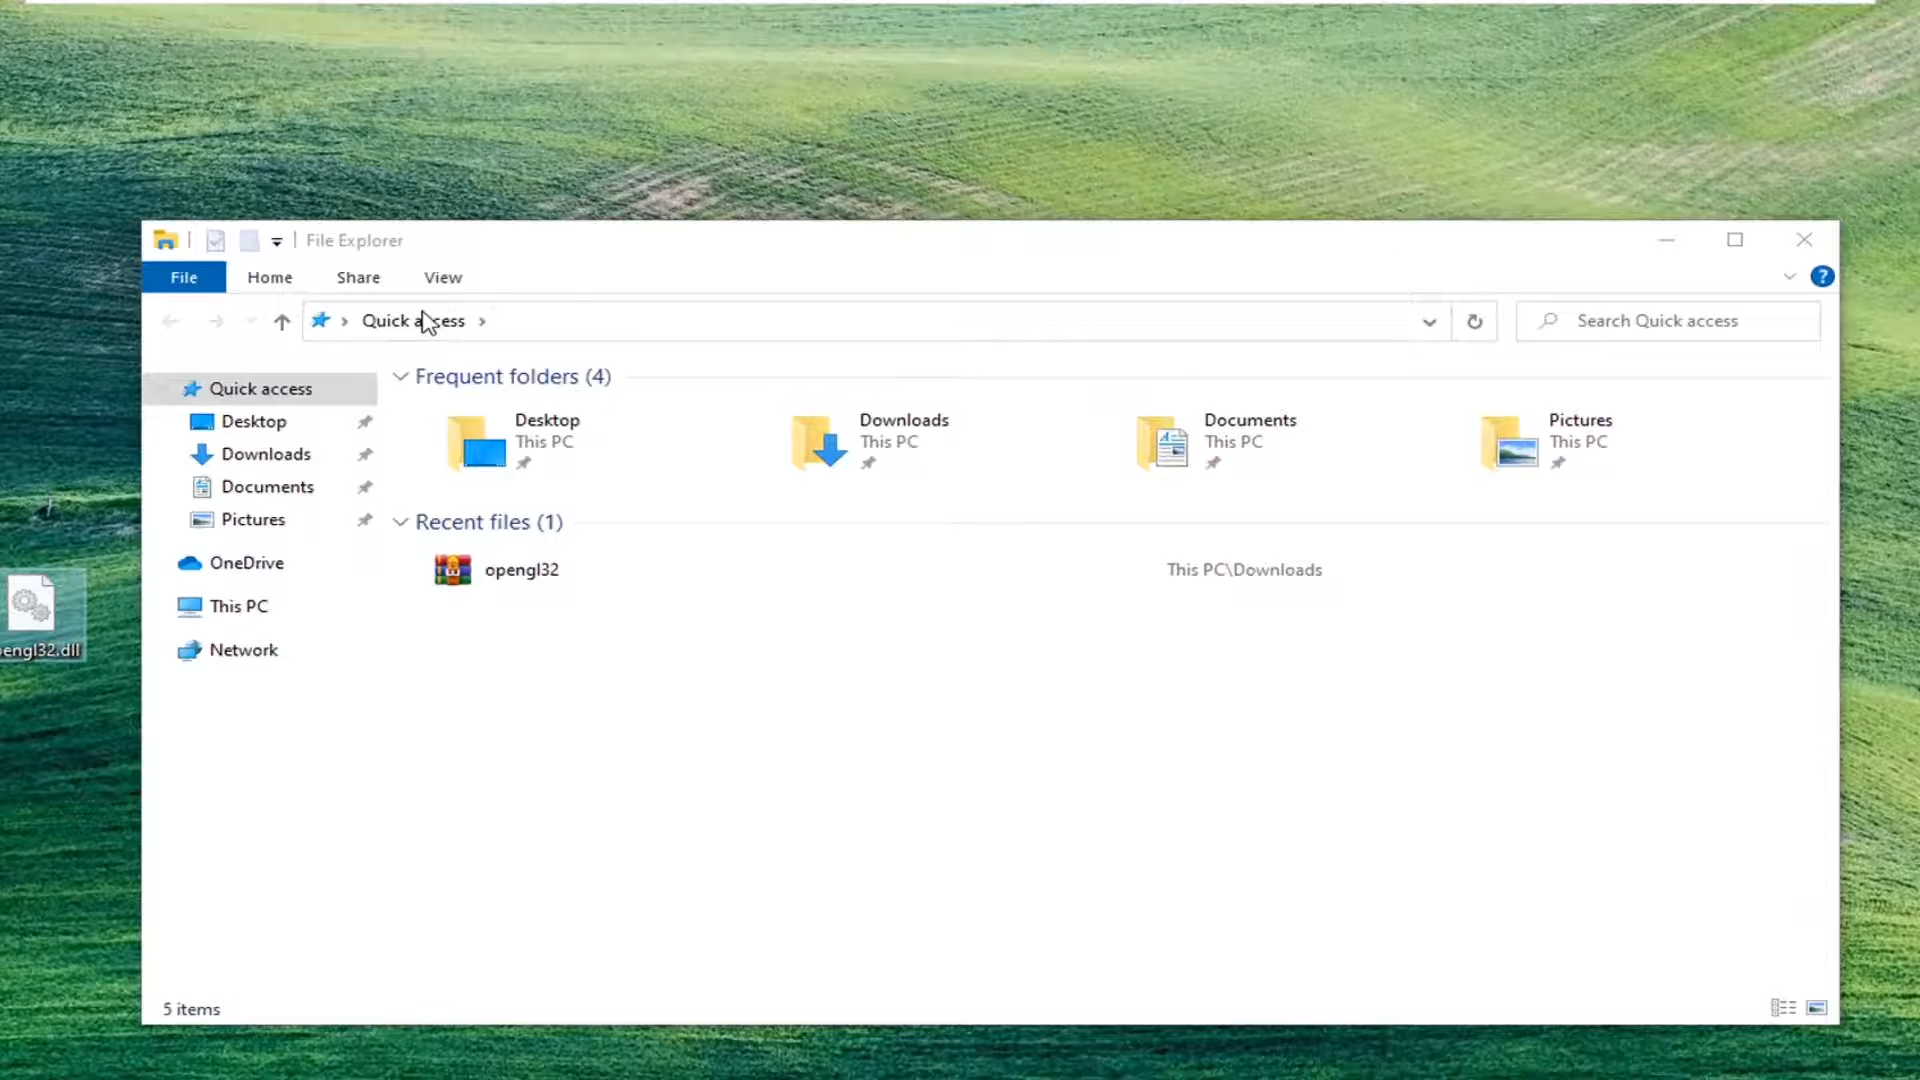 File Explorer
File Home Share View
?
Quick access
Search Quick access
Quick access
Desktop
Downloads
Documents
Pictures
OneDrive
This PC
Network
Frequent folders (4)
Desktop
This PC
Downloads
This PC
Documents
This PC
Pictures
This PC
Recent files (1)
opengl32
This PC\Downloads
engl32.dll
5 items